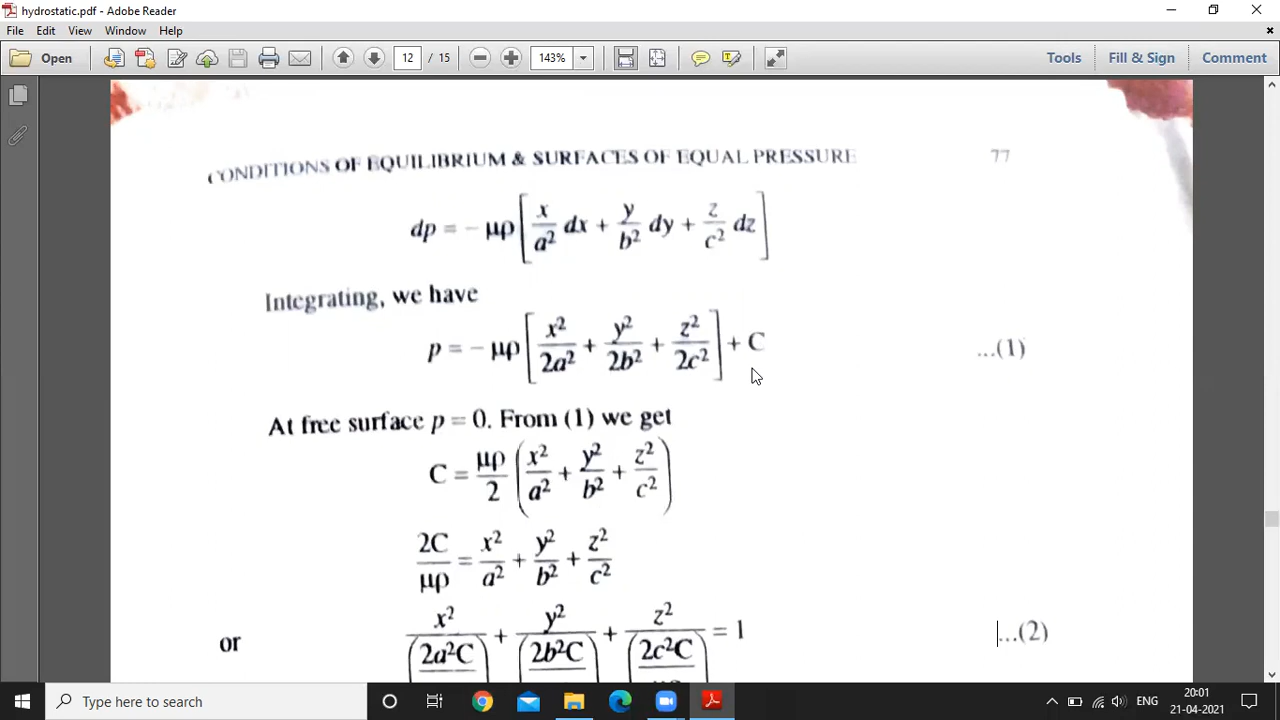 hydrostatic.pdf - Adobe Reader
File Edit View Window Help
Open 12 / 15 143% Tools Fill & Sign Comment
CONDITIONS OF EQUILIBRIUM & SURFACES OF EQUAL PRESSURE 77
dp = − μρ [x/a² dx + y/b² dy + z/c² dz]
Integrating, we have
p = − μρ [x²/2a² + y²/2b² + z²/2c²] + C ...(1)
At free surface p = 0. From (1) we get
C = μρ/2 (x²/a² + y²/b² + z²/c²)
2C/μρ = x²/a² + y²/b² + z²/c²
or x²/(2a²C + y²/(2b²C + z²/(2c²C = 1 ...(2)
Type here to search ENG 20:01
21-04-2021